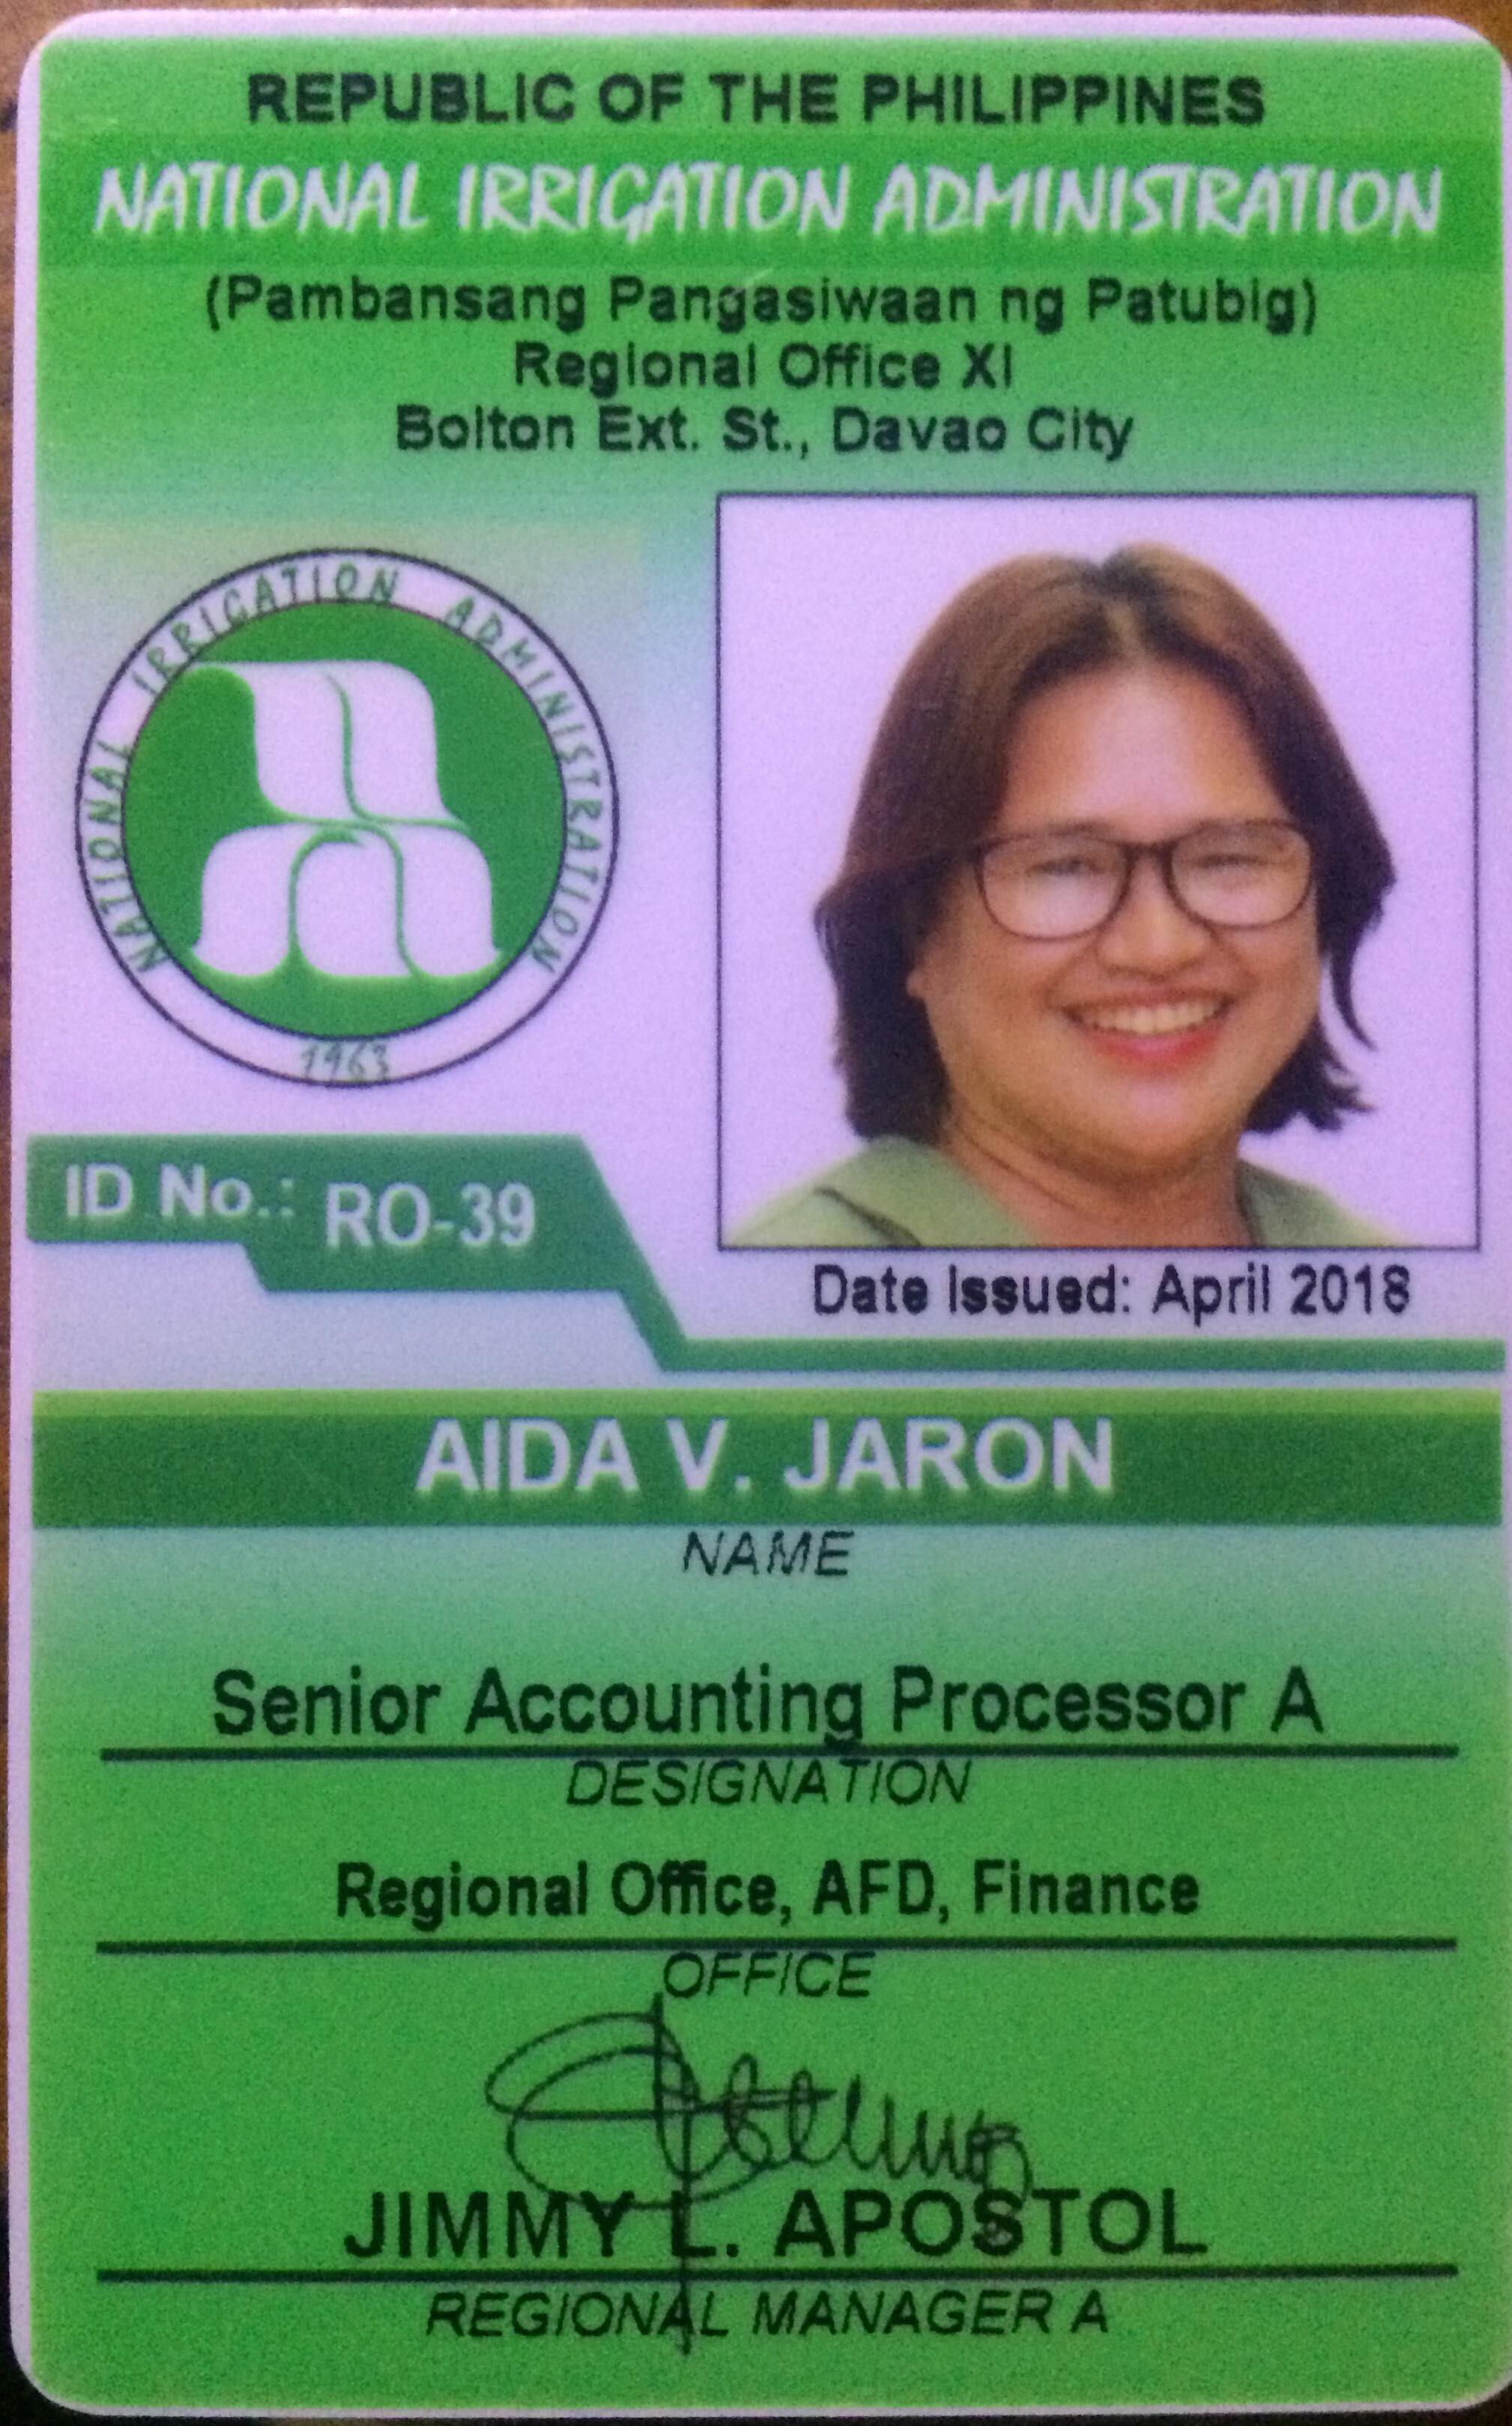 REPUBLIC OF THE PHILIPPINES
NATIONAL IRRIGATION ADMINISTRATION
(Pambansang Pangasiwaan ng Patubig)
Regional Office XI
Bolton Ext. St., Davao City
NATIONAL IRRIGATION ADMINISTRATION
1963
ID No.: RO-39
Date Issued: April 2018
AIDA V. JARON
NAME
Senior Accounting Processor A
DESIGNATION
Regional Office, AFD, Finance
OFFICE
JIMMY L. APOSTOL
REGIONAL MANAGER A